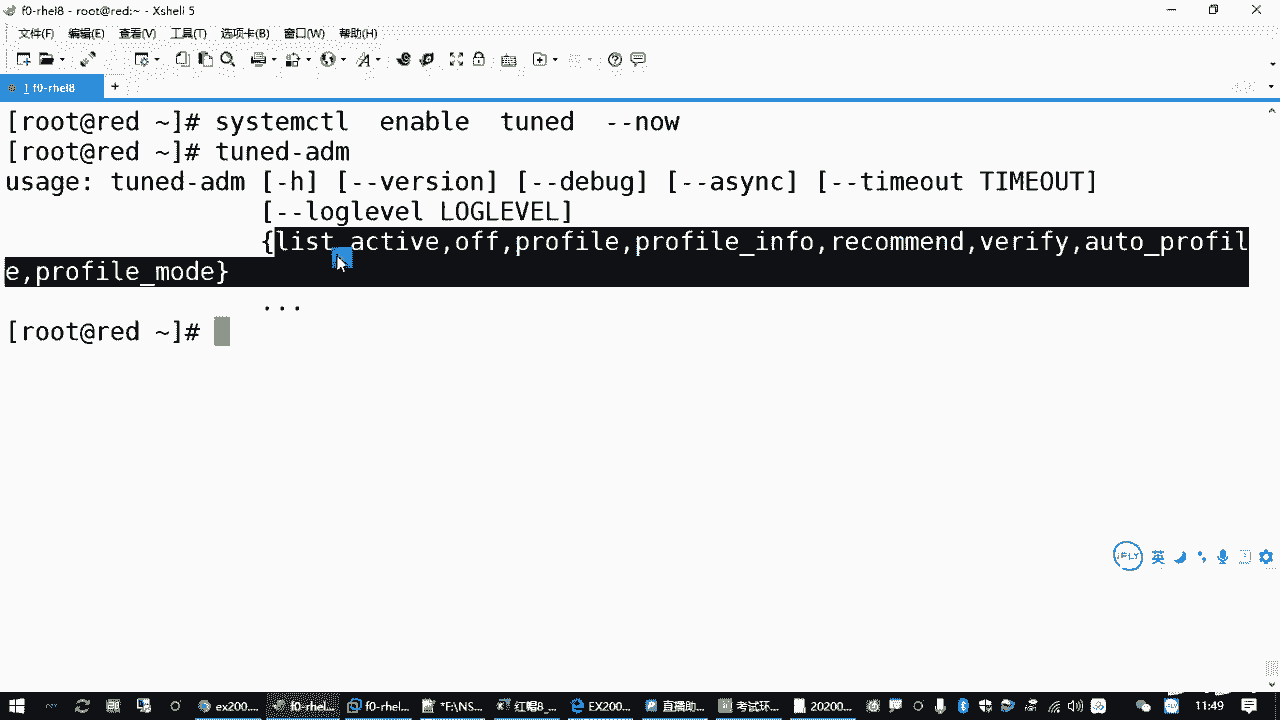 f0-rhel8 - root@red:~ - Xshell 5
文件(F) 编辑(E) 查看(V) 工具(T) 选项卡(B) 窗口(W) 帮助(H)
1 f0-rhel8 +
[root@red ~]# systemctl  enable  tuned  --now
[root@red ~]# tuned-adm
usage: tuned-adm [-h] [--version] [--debug] [--async] [--timeout TIMEOUT]
[--loglevel LOGLEVEL]
{list,active,off,profile,profile_info,recommend,verify,auto_profil
e,profile_mode}
...
[root@red ~]#
iFLY 英
ex200... f0-rhel... f0-rhel... *F:\NS... 红帽8_... EX200... 直播助... 考试环... 20200... 11:49